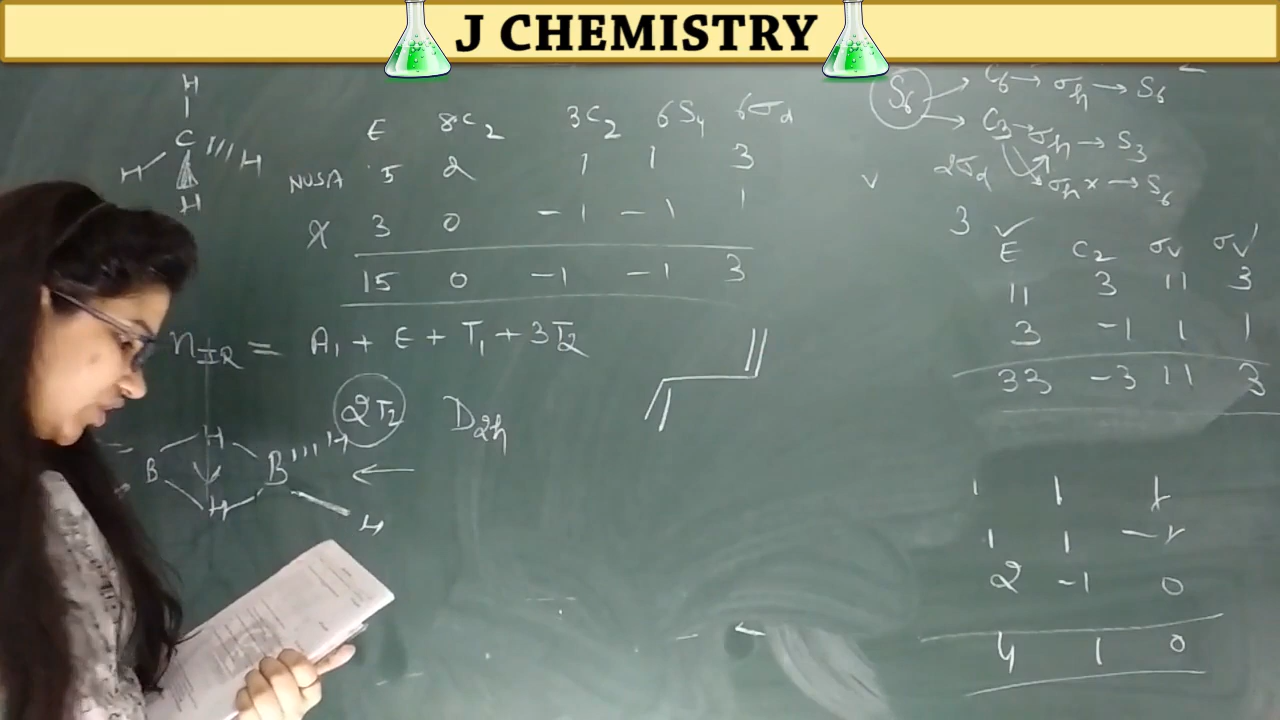 J CHEMISTRY
H
C
H H
H
E 8C₂ 3C₂ 6S₄ 6σd
NUSA 5 2 1 1 3
χ 3 0 -1 -1 1
15 0 -1 -1 3
nIR = A₁ + E + T₁ + 3T₂
2T₂ D2h
H
B B H
H
H
S₆ → C₆ → σh → S₆
→ C₃ → σh → S₃
2σd σh × → S₆
3 ✓
E C₂ σv σv'
11 3 11 3
3 -1 1 1
33 -3 11 3
1 1 1
1 1 -1
2 -1 0
4 1 0